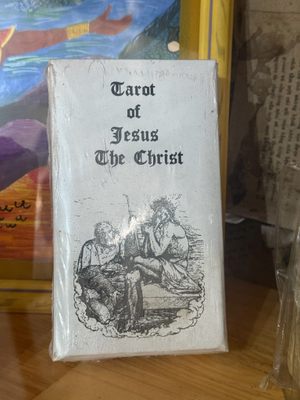 Tarot
of
Jesus
The Christ